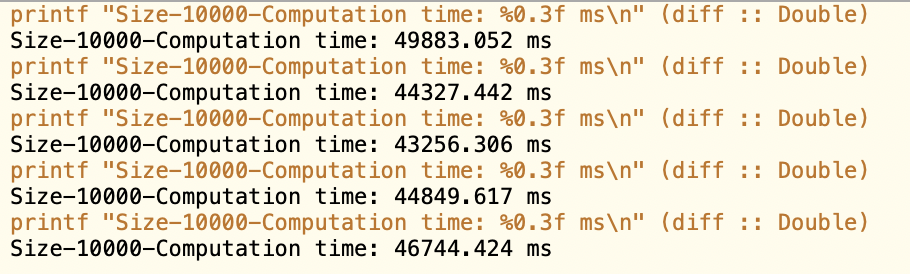 printf "Size-10000-Computation time: %0.3f ms\n" (diff :: Double)
Size-10000-Computation time: 49883.052 ms
printf "Size-10000-Computation time: %0.3f ms\n" (diff :: Double)
Size-10000-Computation time: 44327.442 ms
printf "Size-10000-Computation time: %0.3f ms\n" (diff :: Double)
Size-10000-Computation time: 43256.306 ms
printf "Size-10000-Computation time: %0.3f ms\n" (diff :: Double)
Size-10000-Computation time: 44849.617 ms
printf "Size-10000-Computation time: %0.3f ms\n" (diff :: Double)
Size-10000-Computation time: 46744.424 ms